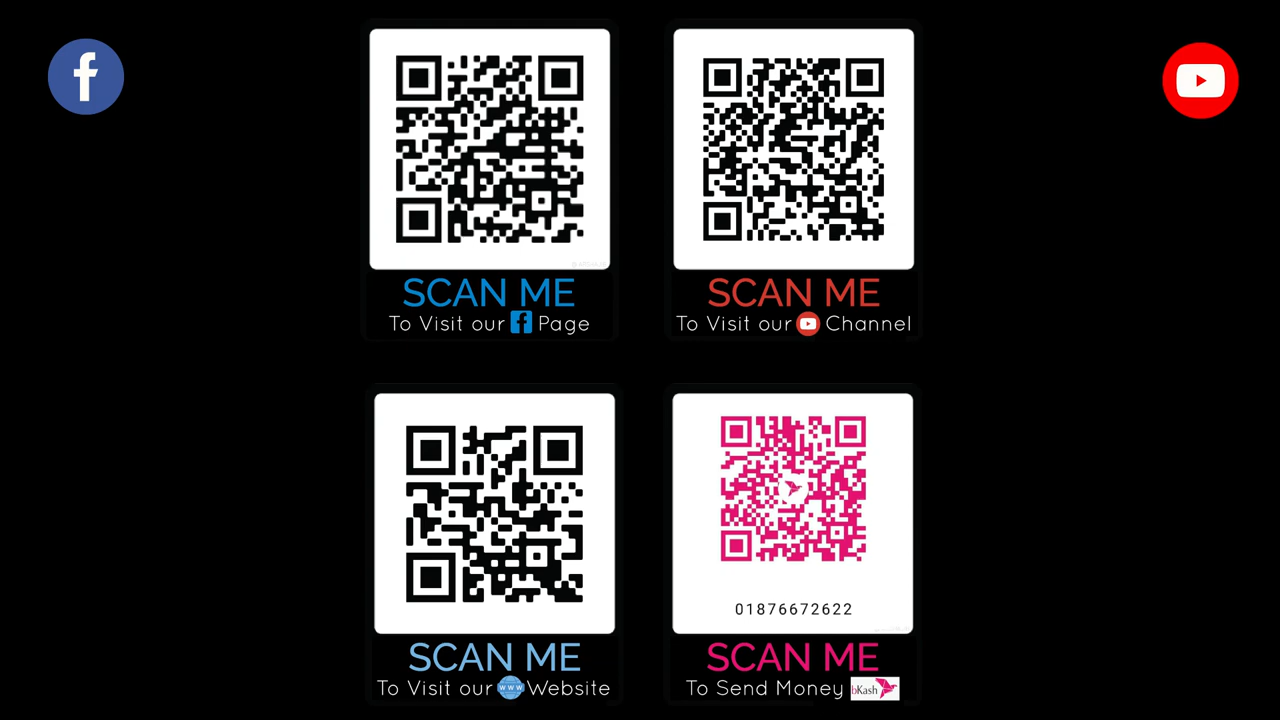 SCAN ME
To Visit our f Page
SCAN ME
To Visit our Channel
SCAN ME
To Visit our www Website
01876672622
SCAN ME
To Send Money bKash